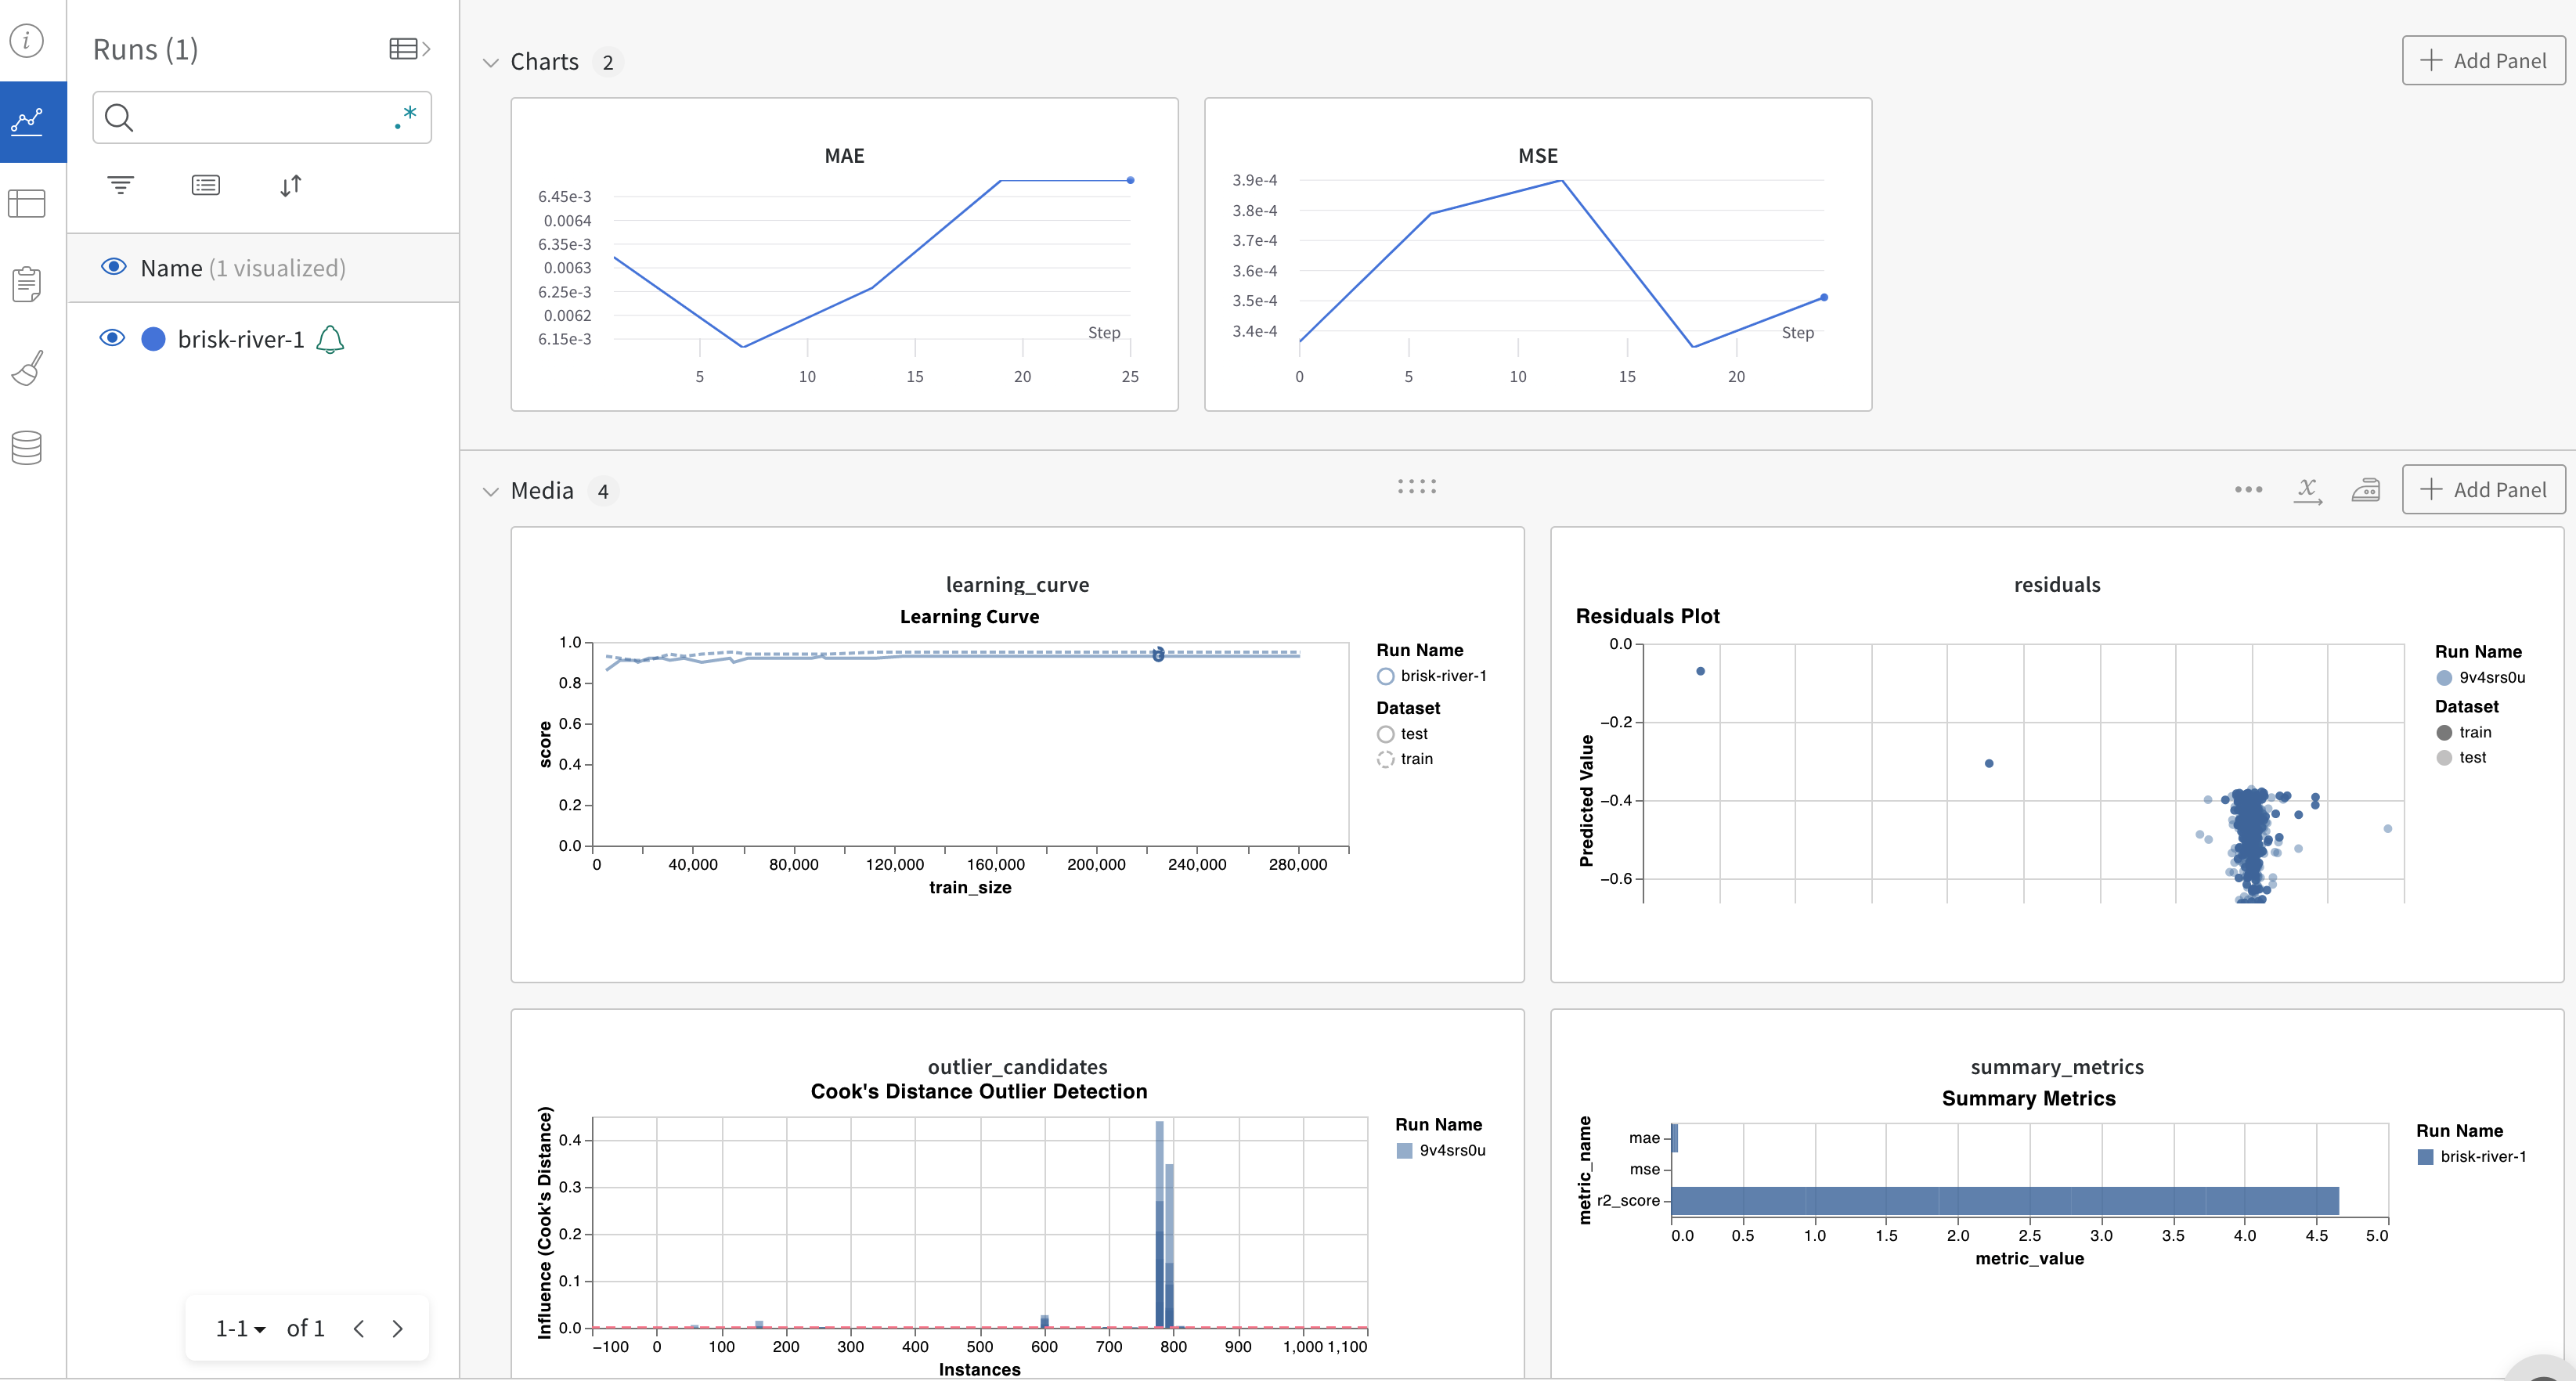 Runs (1)
.*
Name (1 visualized)
brisk-river-1
1-1 of 1
Charts 2
Add Panel
MAE
6.45e-3
0.0064
6.35e-3
0.0063
6.25e-3
0.0062
6.15e-3
Step
5 10 15 20 25
MSE
3.9e-4
3.8e-4
3.7e-4
3.6e-4
3.5e-4
3.4e-4
Step
0 5 10 15 20
Media 4
Add Panel
learning_curve
Learning Curve
score
1.0
0.8
0.6
0.4
0.2
0.0
0 40,000 80,000 120,000 160,000 200,000 240,000 280,000
train_size
Run Name
brisk-river-1
Dataset
test
train
residuals
Residuals Plot
Predicted Value
0.0
−0.2
−0.4
−0.6
Run Name
9v4srs0u
Dataset
train
test
outlier_candidates
Cook's Distance Outlier Detection
Influence (Cook's Distance)
0.4
0.3
0.2
0.1
0.0
−100 0 100 200 300 400 500 600 700 800 900 1,000 1,100
Instances
Run Name
9v4srs0u
summary_metrics
Summary Metrics
metric_name
mae
mse
r2_score
0.0 0.5 1.0 1.5 2.0 2.5 3.0 3.5 4.0 4.5 5.0
metric_value
Run Name
brisk-river-1